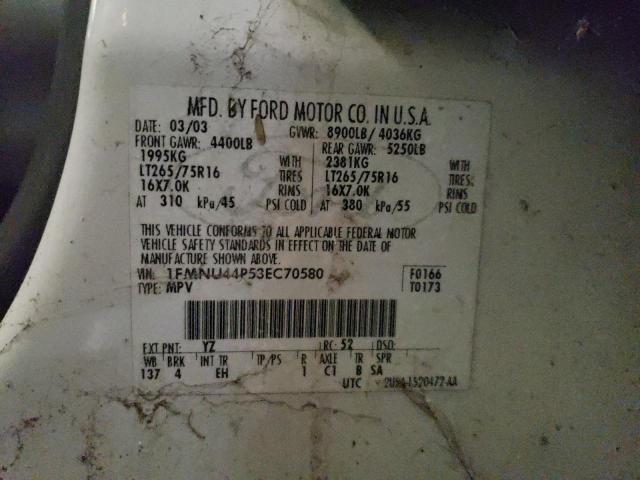 MFD. BY FORD MOTOR CO. IN U.S.A.
DATE: 03/03 GVWR: 8900LB/ 4036KG
FRONT GAWR: 4400LB REAR GAWR: 5250LB
1995KG WITH 2381KG WITH
LT265/75R16 TIRES LT265/75R16 TIRES
16X7.0K RIMS 16X7.0K RIMS
AT 310 kPa/45 PSI COLD AT 380 kPa/55 PSI COLD
THIS VEHICLE CONFORMS TO ALL APPLICABLE FEDERAL MOTOR
VEHICLE SAFETY STANDARDS IN EFFECT ON THE DATE OF
MANUFACTURE SHOWN ABOVE.
VIN: 1FMNU44P53EC70580 F0166
TYPE: MPV T0173
EXT PNT: YZ RC: 52 DSO:
WB BRK INT TR TP/PS R AXLE TR SPR
137 4 EH 1 C1 B SA
UTC